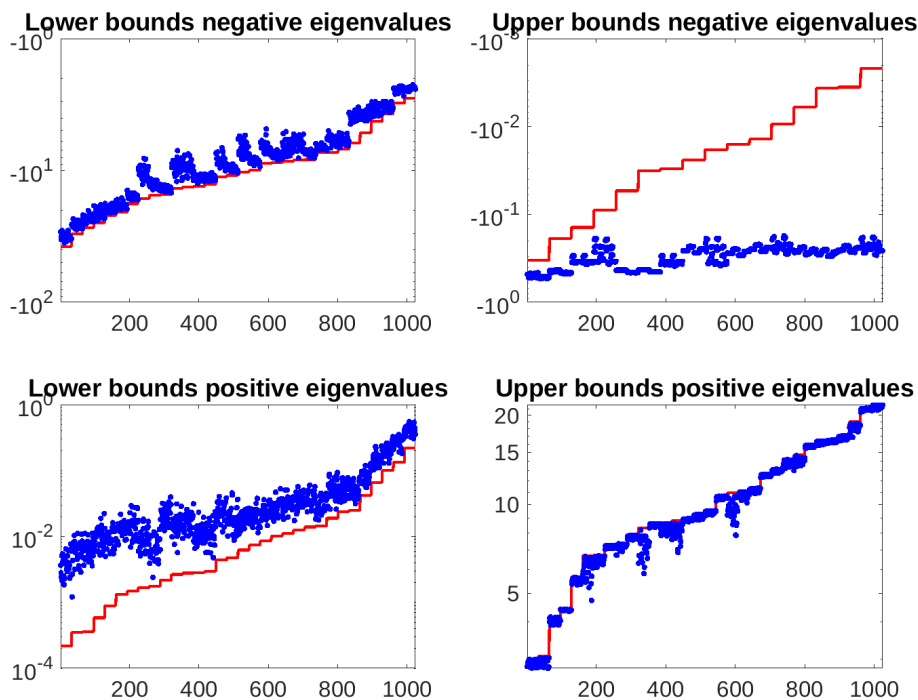 Lower bounds negative eigenvalues
-10^0
-10^1
-10^2
200 400 600 800 1000
Upper bounds negative eigenvalues
-10^-3
-10^-2
-10^-1
-10^0
200 400 600 800 1000
Lower bounds positive eigenvalues
10^0
10^-2
10^-4
200 400 600 800 1000
Upper bounds positive eigenvalues
20
15
10
5
200 400 600 800 1000